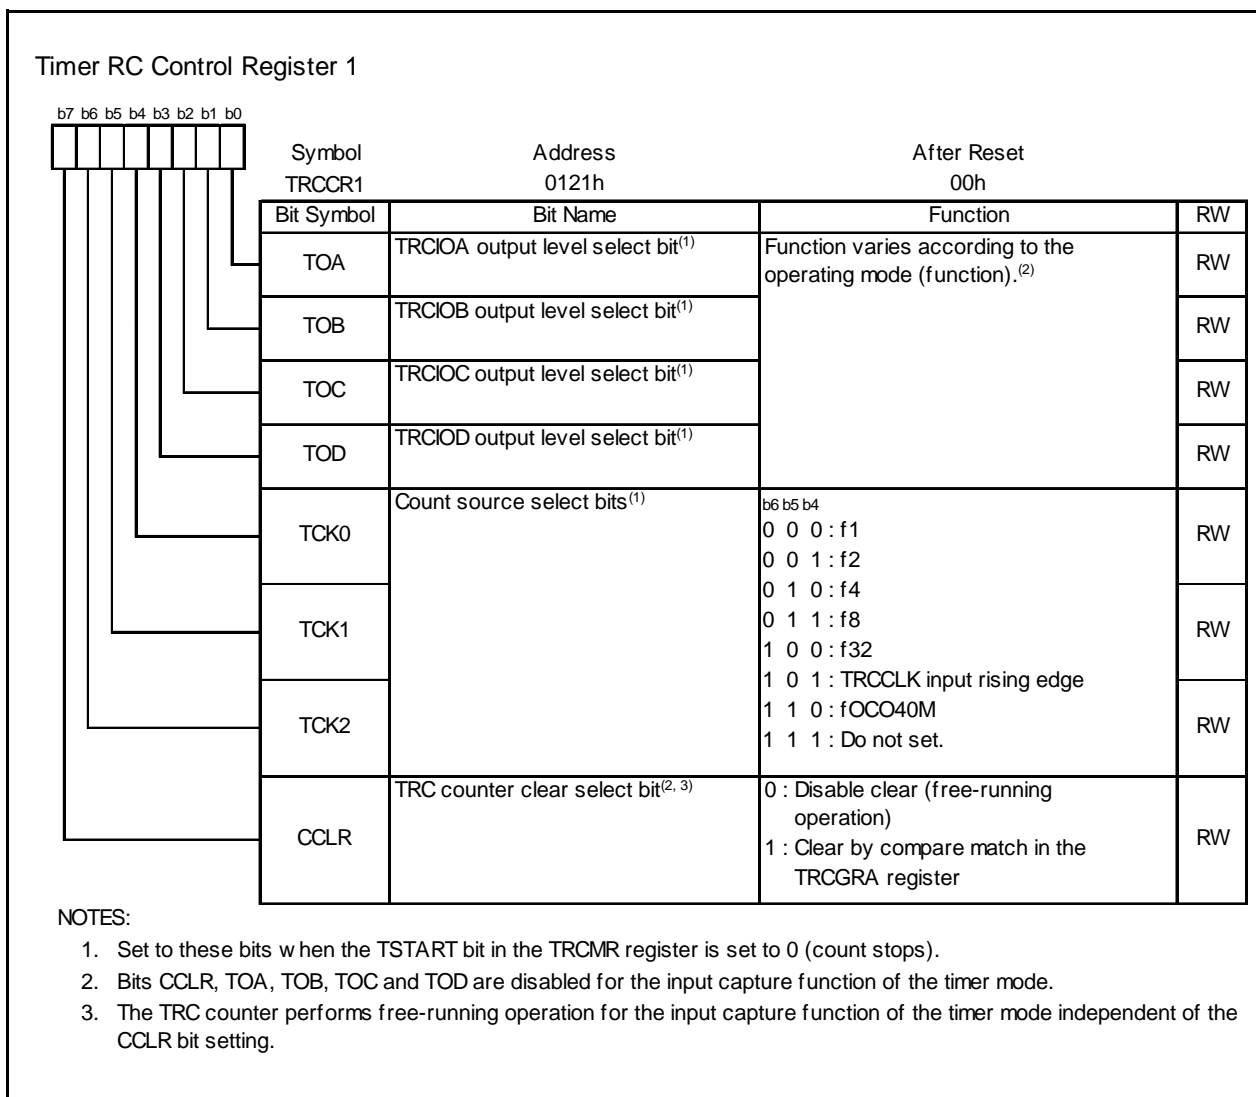 Timer RC Control Register 1
b7 b6 b5 b4 b3 b2 b1 b0
Symbol Address After Reset
TRCCR1 0121h 00h
Bit Symbol Bit Name Function RW
TOA TRCIOA output level select bit(1) Function varies according to the operating mode (function).(2) RW
TOB TRCIOB output level select bit(1) RW
TOC TRCIOC output level select bit(1) RW
TOD TRCIOD output level select bit(1) RW
Count source select bits(1)
b6 b5 b4
TCK0 RW
0 0 0 : f1
0 0 1 : f2
0 1 0 : f4
TCK1 RW
0 1 1 : f8
1 0 0 : f32
1 0 1 : TRCCLK input rising edge
TCK2 RW
1 1 0 : fOCO40M
1 1 1 : Do not set.
CCLR TRC counter clear select bit(2, 3) RW
0 : Disable clear (free-running
operation)
1 : Clear by compare match in the
TRCGRA register
NOTES:
1. Set to these bits when the TSTART bit in the TRCMR register is set to 0 (count stops).
2. Bits CCLR, TOA, TOB, TOC and TOD are disabled for the input capture function of the timer mode.
3. The TRC counter performs free-running operation for the input capture function of the timer mode independent of the
CCLR bit setting.